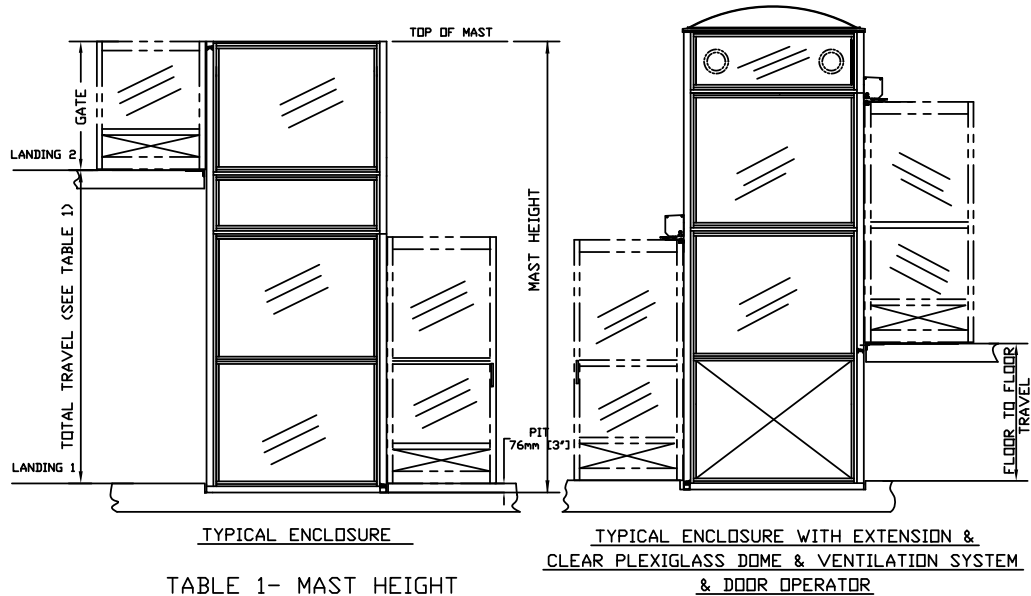 TOP OF MAST
GATE
LANDING 2
TOTAL TRAVEL (SEE TABLE 1)
MAST HEIGHT
LANDING 1
PIT
76mm [3"]
FLOOR TO FLOOR
TRAVEL
TYPICAL ENCLOSURE
TYPICAL ENCLOSURE WITH EXTENSION &
CLEAR PLEXIGLASS DOME & VENTILATION SYSTEM
& DOOR OPERATOR
TABLE 1- MAST HEIGHT